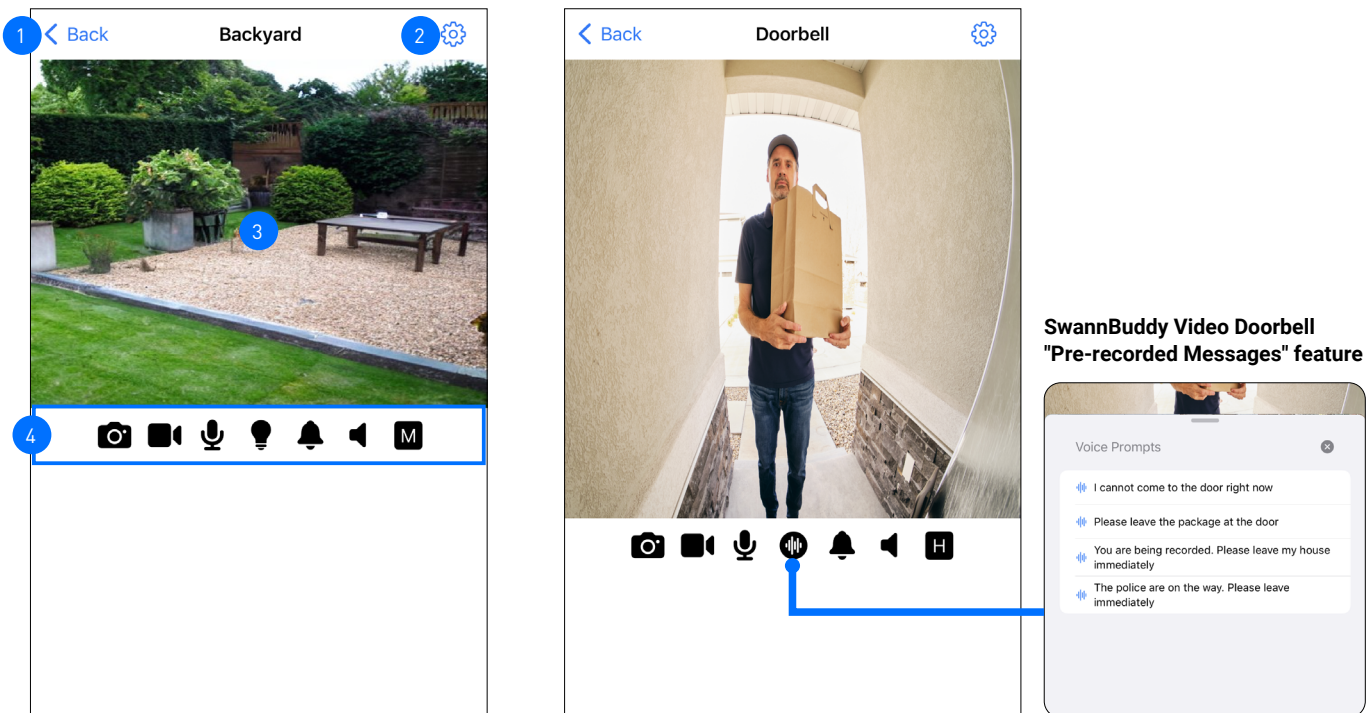 1
Back
Backyard
2
3
4
M
Back
Doorbell
H
SwannBuddy Video Doorbell
"Pre-recorded Messages" feature
Voice Prompts
I cannot come to the door right now
Please leave the package at the door
You are being recorded. Please leave my house
immediately
The police are on the way. Please leave
immediately